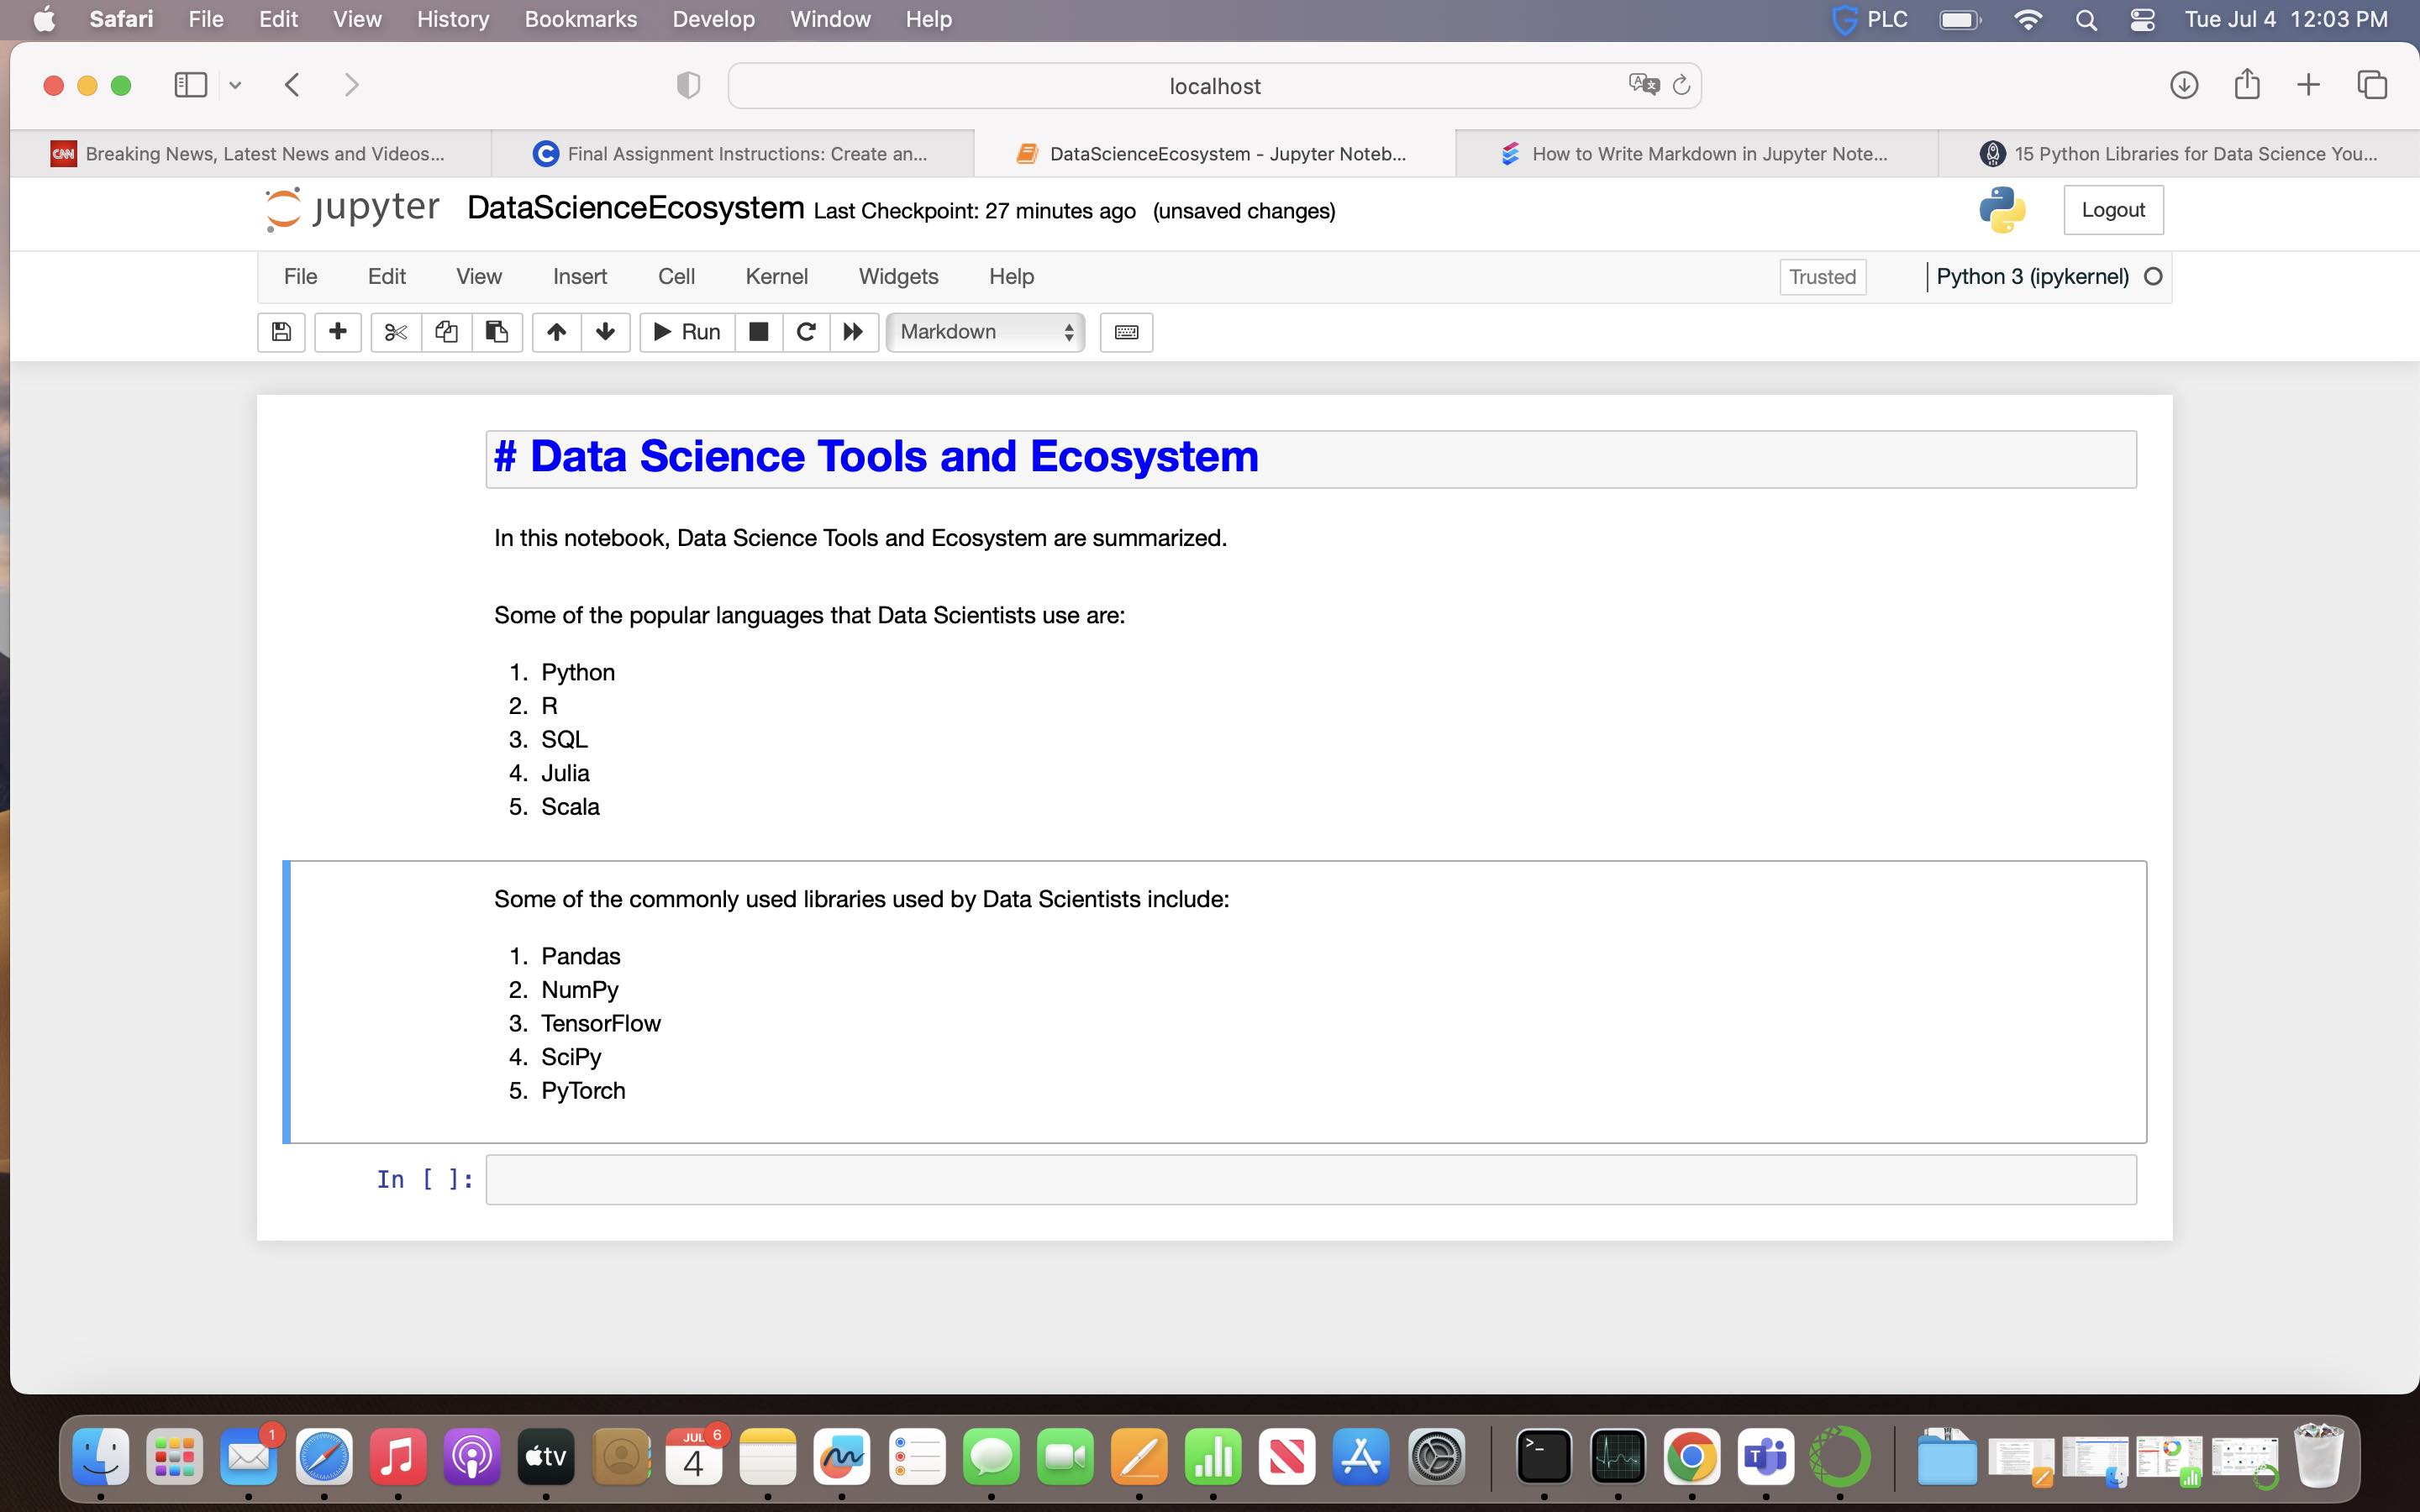 Safari File Edit View History Bookmarks Develop Window Help PLC Tue Jul 4 12:03 PM
localhost
CNN Breaking News, Latest News and Videos... Final Assignment Instructions: Create an... DataScienceEcosystem - Jupyter Noteb... How to Write Markdown in Jupyter Note... 15 Python Libraries for Data Science You...
jupyter DataScienceEcosystem Last Checkpoint: 27 minutes ago (unsaved changes) Logout
File Edit View Insert Cell Kernel Widgets Help Trusted Python 3 (ipykernel)
Run Markdown
# Data Science Tools and Ecosystem
In this notebook, Data Science Tools and Ecosystem are summarized.
Some of the popular languages that Data Scientists use are:
1. Python
2. R
3. SQL
4. Julia
5. Scala
Some of the commonly used libraries used by Data Scientists include:
1. Pandas
2. NumPy
3. TensorFlow
4. SciPy
5. PyTorch
In [ ]:
1 tv JUL 4 6